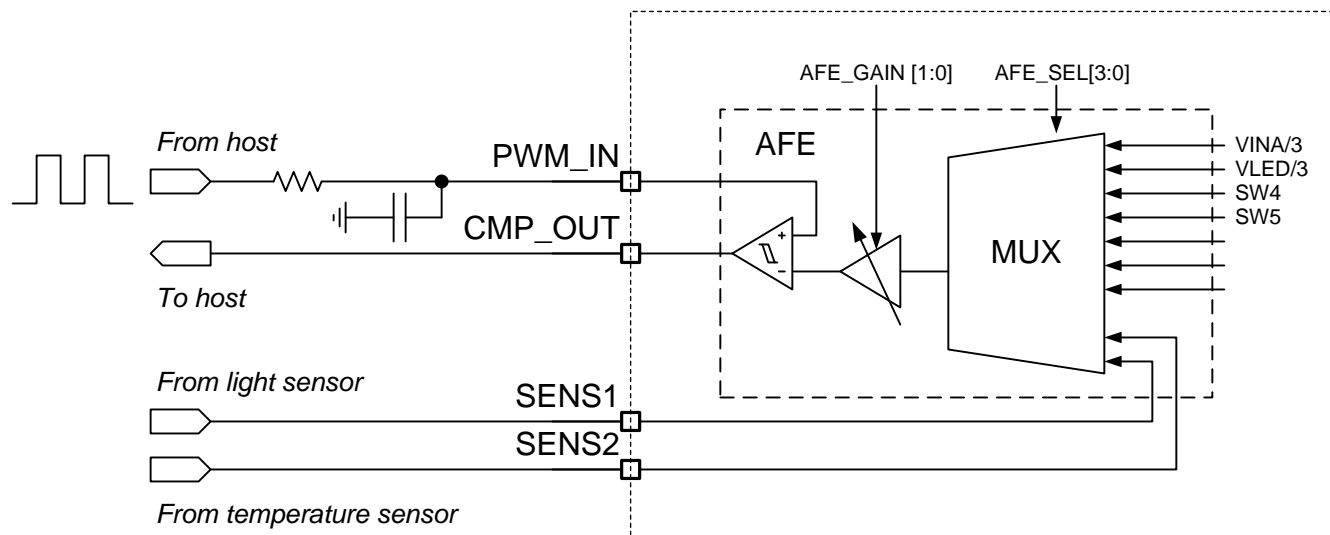 AFE_GAIN [1:0]
AFE_SEL[3:0]
From host
PWM_IN
AFE
VINA/3
VLED/3
SW4
SW5
+
-
CMP_OUT
MUX
To host
From light sensor
SENS1
SENS2
From temperature sensor